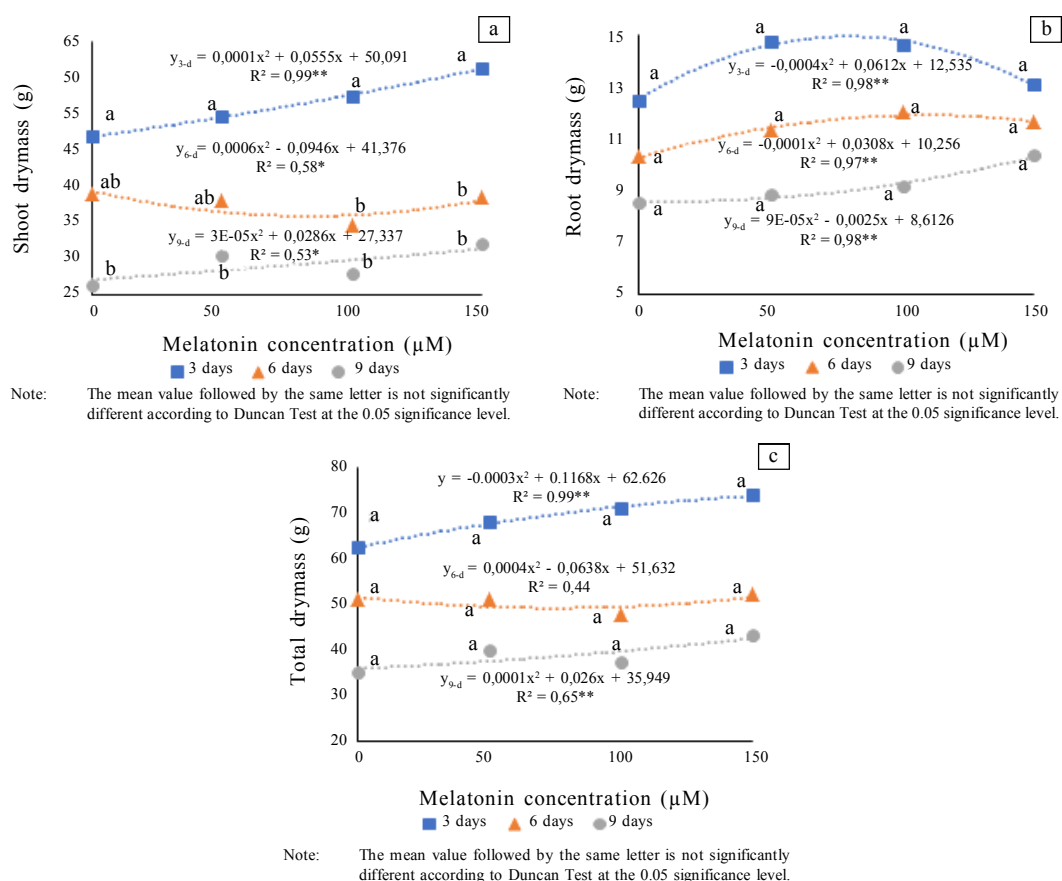 a
Shoot drymass (g)
65
55
51
45
40
35
30
25
y3-d = 0,0001x² + 0,0555x + 50,091
R² = 0,99**
y6-d = 0,0006x² - 0,0946x + 41,376
R² = 0,58*
y9-d = 3E-05x² + 0,0286x + 27,337
R² = 0,53*
a a a a
ab ab b b
b b b b
0 50 100 150
Melatonin concentration (µM)
3 days 6 days 9 days
Note: The mean value followed by the same letter is not significantly
different according to Duncan Test at the 0.05 significance level.
b
Root drymass (g)
15
13
11
9
8
5
y3-d = -0,0004x² + 0,0612x + 12,535
R² = 0,98**
y6-d = -0,0001x² + 0,0308x + 10,256
R² = 0,97**
y9-d = 9E-05x² - 0,0025x + 8,6126
R² = 0,98**
a a a a
a a a a
a a a a
0 50 100 150
Melatonin concentration (µM)
3 days 6 days 9 days
Note: The mean value followed by the same letter is not significantly
different according to Duncan Test at the 0.05 significance level.
c
Total drymass (g)
80
70
60
50
40
30
20
y = -0.0003x² + 0.1168x + 62.626
R² = 0.99**
y6-d = 0,0004x² - 0,0638x + 51,632
R² = 0,44
y9-d = 0,0001x² + 0,026x + 35,949
R² = 0,65**
a a a a
a a a a
a a a a
0 50 100 150
Melatonin concentration (µM)
3 days 6 days 9 days
Note: The mean value followed by the same letter is not significantly
different according to Duncan Test at the 0.05 significance level.